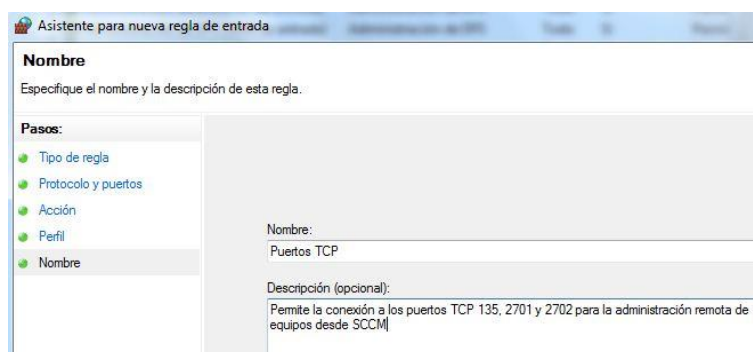 Asistente para nueva regla de entrada
Nombre
Especifique el nombre y la descripción de esta regla.
Pasos:
Tipo de regla
Protocolo y puertos
Acción
Perfil
Nombre
Nombre:
Puertos TCP
Descripción (opcional):
Permite la conexión a los puertos TCP 135, 2701 y 2702 para la administración remota de
equipos desde SCCM